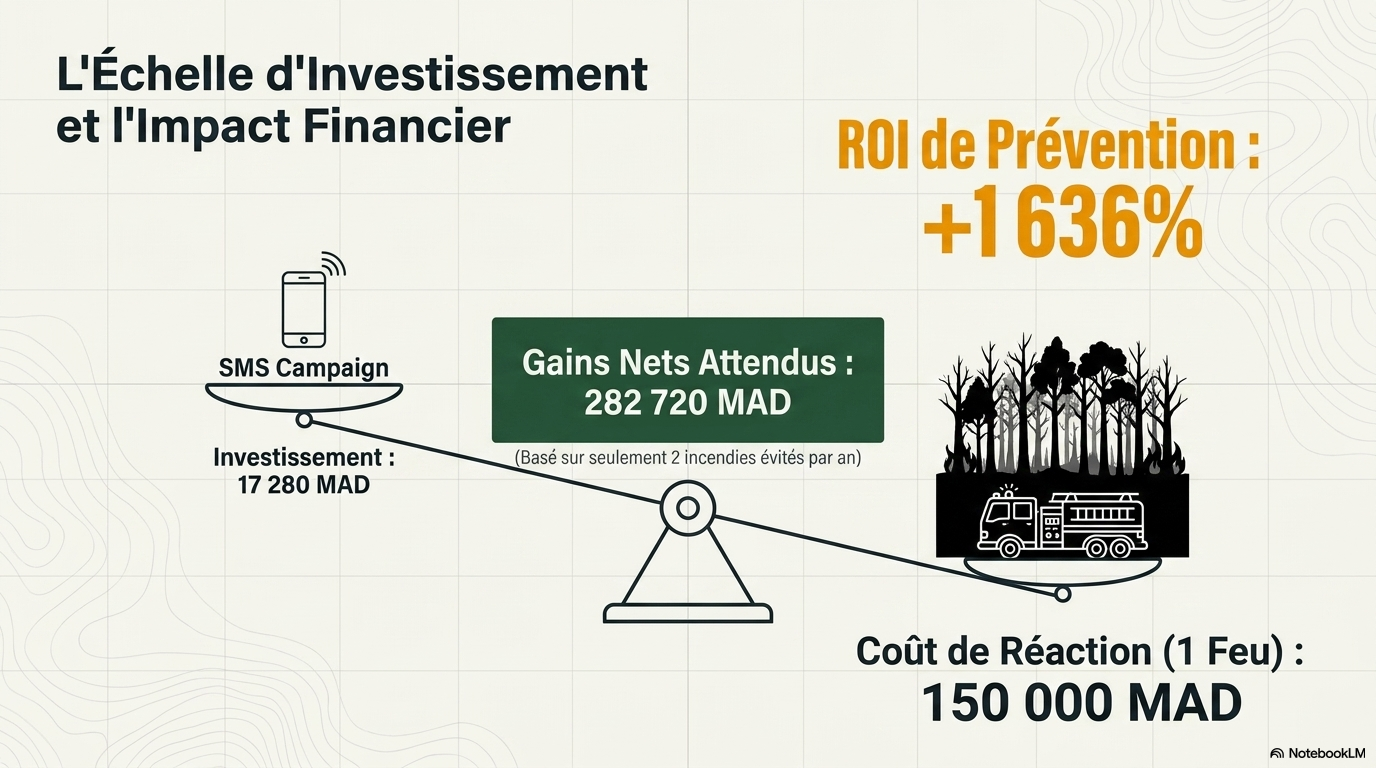 L'Échelle d'Investissement
et l'Impact Financier
ROI de Prévention :
+1 636%
SMS Campaign
Investissement :
17 280 MAD
Gains Nets Attendus :
282 720 MAD
(Basé sur seulement 2 incendies évités par an)
Coût de Réaction (1 Feu) :
150 000 MAD
NotebookLM